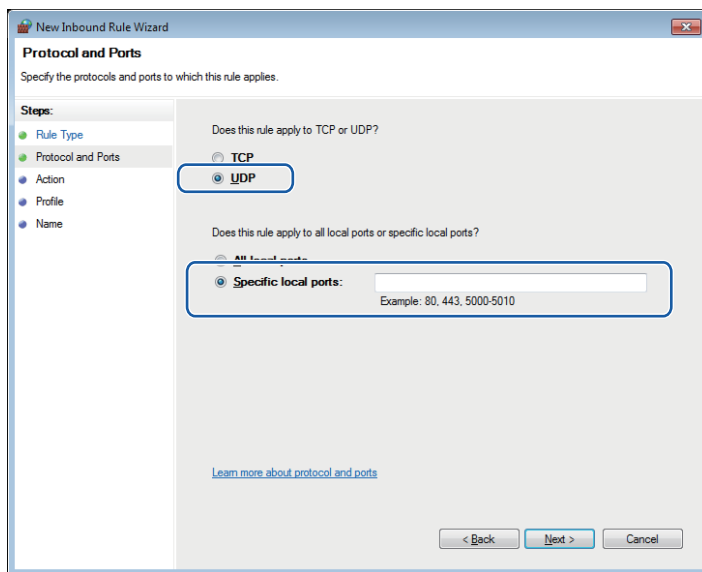 New Inbound Rule Wizard
Protocol and Ports
Specify the protocols and ports to which this rule applies.
Steps:
Rule Type
Protocol and Ports
Action
Profile
Name
Does this rule apply to TCP or UDP?
TCP
UDP
Does this rule apply to all local ports or specific local ports?
All local ports
Specific local ports:
Example: 80, 443, 5000-5010
Learn more about protocol and ports
< Back
Next >
Cancel